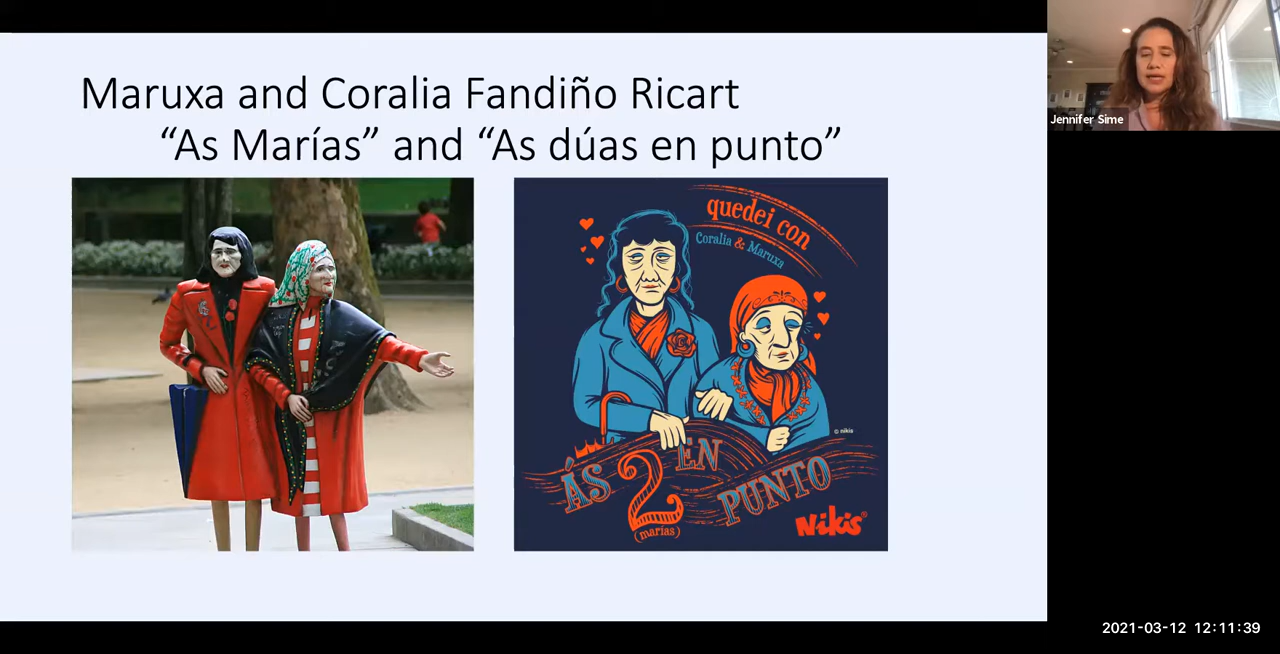 Maruxa and Coralia Fandiño Ricart
“As Marías” and “As dúas en punto”
Jennifer Sime
quedei con
Coralia & Maruxa
© nikis
ÁS 2 EN PUNTO
(marías)
Nikis®
2021-03-12 12:11:39